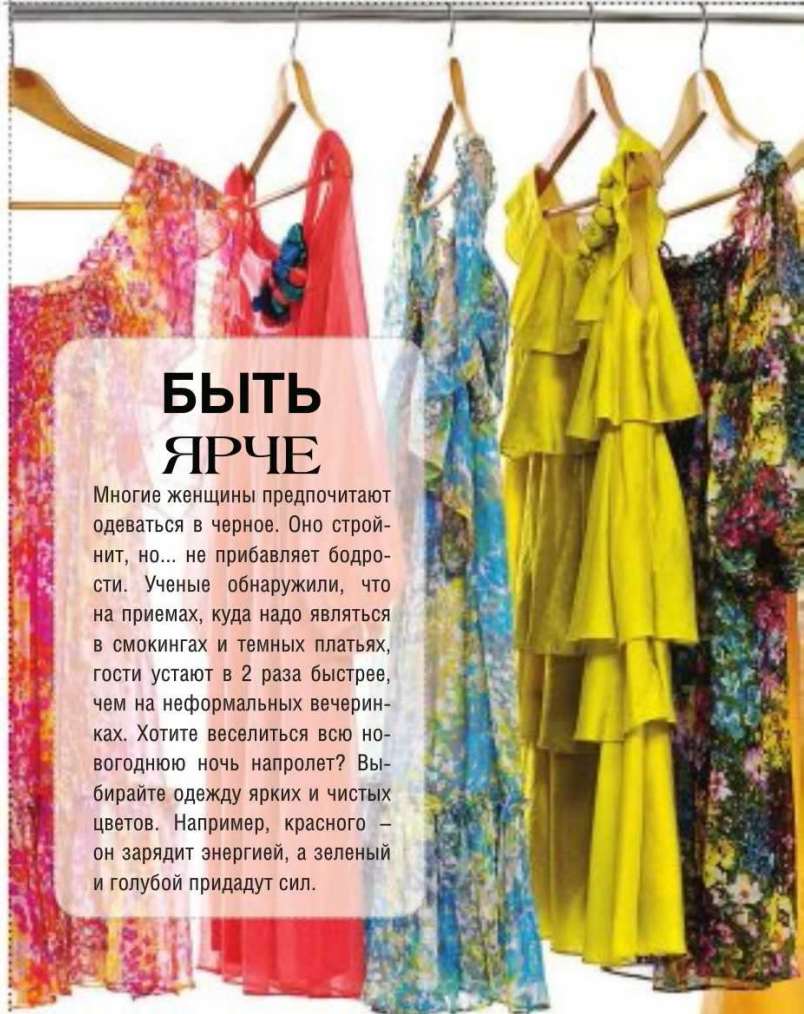 БЫТЬ
ЯРЧЕ
Многие женщины предпочитают
одеваться в черное. Оно строй-
нит, но... не прибавляет бодро-
сти. Ученые обнаружили, что
на приемах, куда надо являться
в смокингах и темных платьях,
гости устают в 2 раза быстрее,
чем на неформальных вечерин-
ках. Хотите веселиться всю но-
вогоднюю ночь напролет? Вы-
бирайте одежду ярких и чистых
цветов. Например, красного –
он зарядит энергией, а зеленый
и голубой придадут сил.